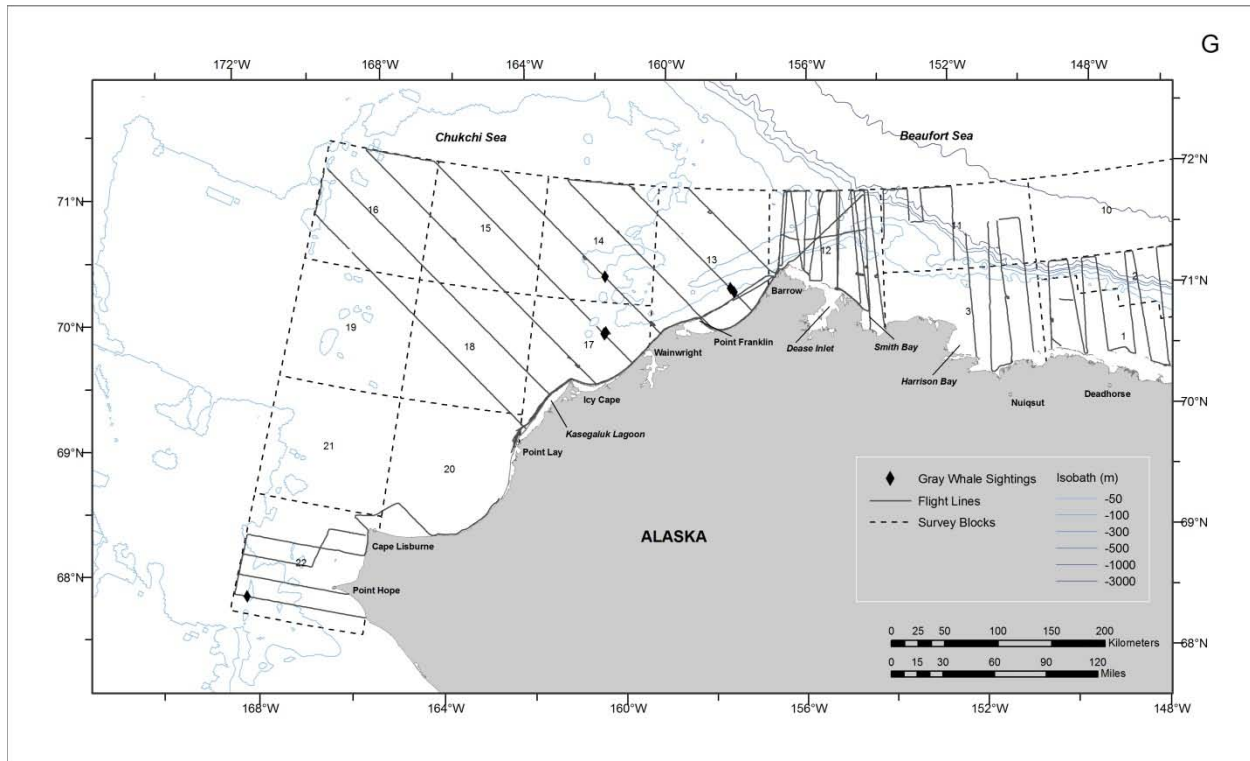 G
172°W 168°W 164°W 160°W 156°W 152°W 148°W
Chukchi Sea
Beaufort Sea
72°N
71°N
16
15
14
13
12
11
10
2
71°N
70°N
19
18
17
3
1
Barrow
Wainwright
Point Franklin
Dease Inlet
Smith Bay
Harrison Bay
Nuiqsut
Deadhorse
Icy Cape
Kasegaluk Lagoon
Point Lay
70°N
69°N
21
20
22
Cape Lisburne
Point Hope
ALASKA
68°N
69°N
68°N
Gray Whale Sightings
Flight Lines
Survey Blocks
Isobath (m)
-50
-100
-300
-500
-1000
-3000
0 25 50 100 150 200
Kilometers
0 15 30 60 90 120
Miles
168°W 164°W 160°W 156°W 152°W 148°W